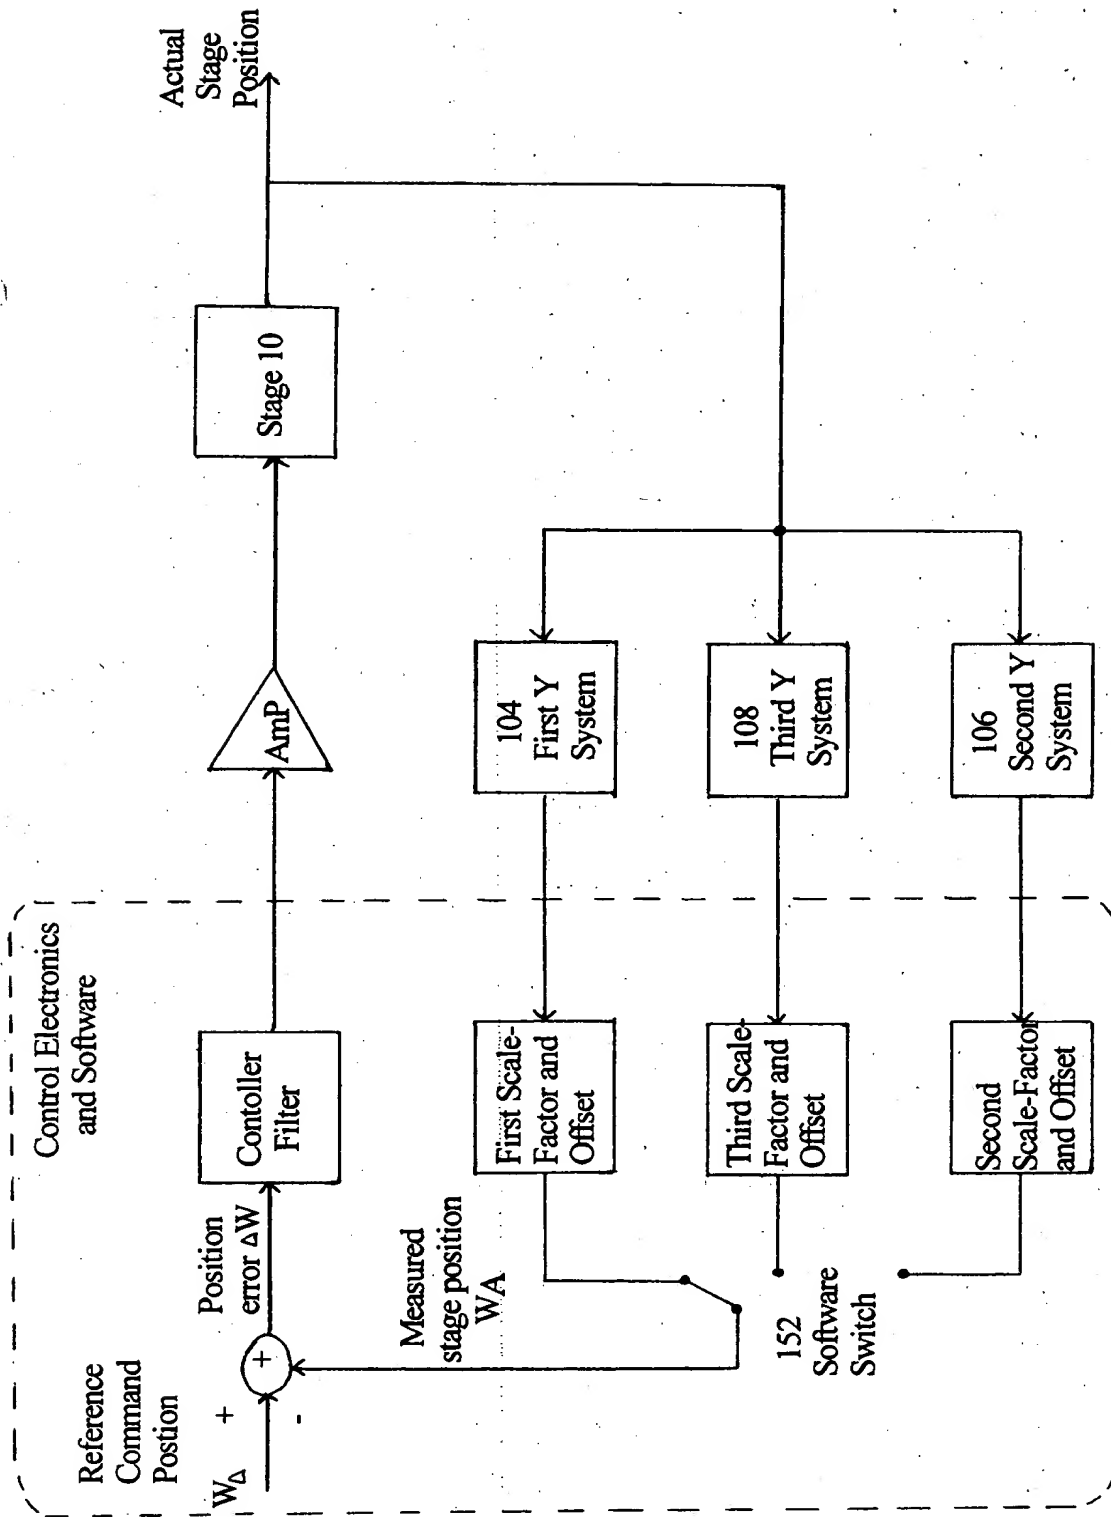 Control Electronics
and Software
Reference
Command
Postion
W△
+
-
+
Position
error △W
Contoller
Filter
AmP
Stage 10
Actual
Stage
Position
Measured
stage position
WA
First Scale-
Factor and
Offset
104
First Y
System
152
Software
Switch
Third Scale-
Factor and
Offset
108
Third Y
System
Second
Scale-Factor
and Offset
106
Second Y
System